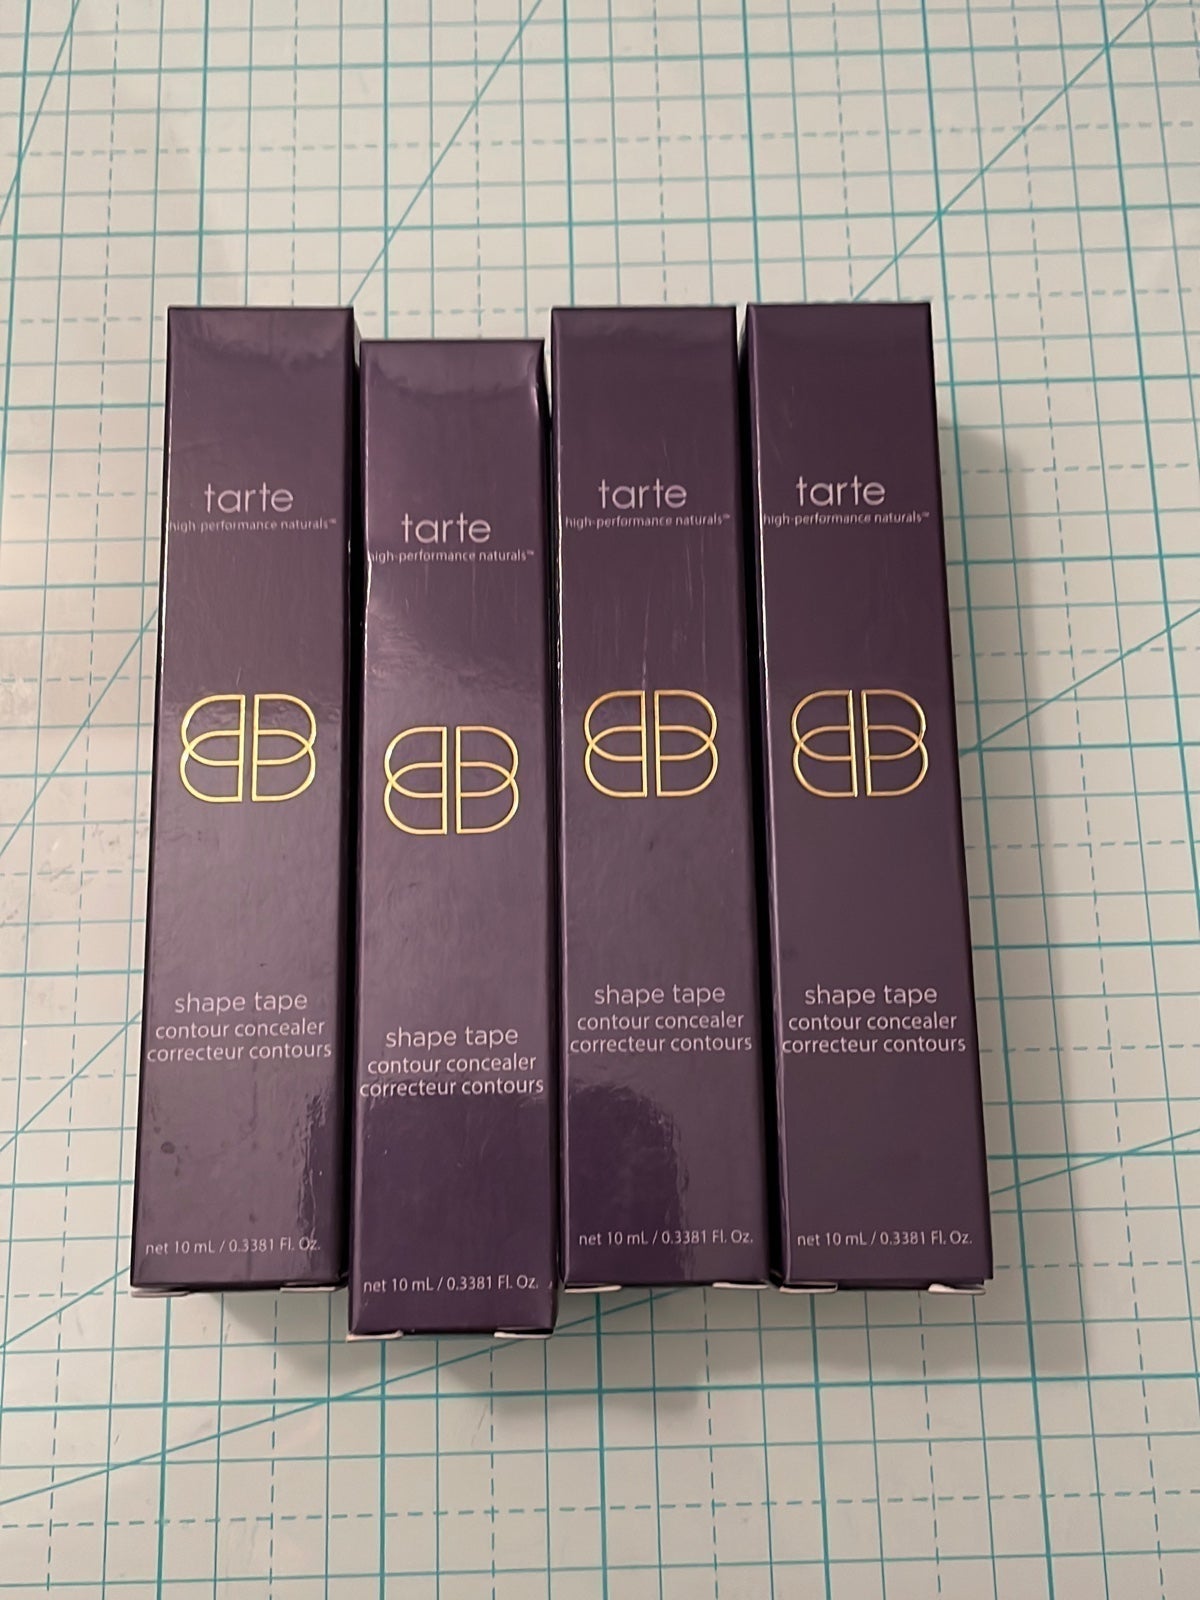 tarte
high-performance naturals™
shape tape
contour concealer
correcteur contours
net 10 mL / 0.3381 Fl. Oz.
tarte
high-performance naturals™
shape tape
contour concealer
correcteur contours
net 10 mL / 0.3381 Fl. Oz.
tarte
high-performance naturals™
shape tape
contour concealer
correcteur contours
net 10 mL / 0.3381 Fl. Oz.
tarte
high-performance naturals™
shape tape
contour concealer
correcteur contours
net 10 mL / 0.3381 Fl. Oz.